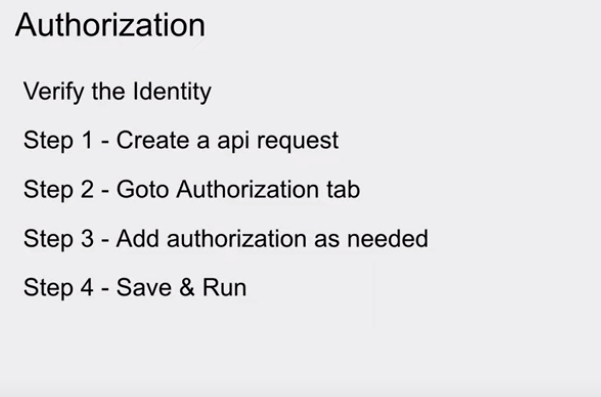 Authorization
Verify the Identity
Step 1 - Create a api request
Step 2 - Goto Authorization tab
Step 3 - Add authorization as needed
Step 4 - Save & Run